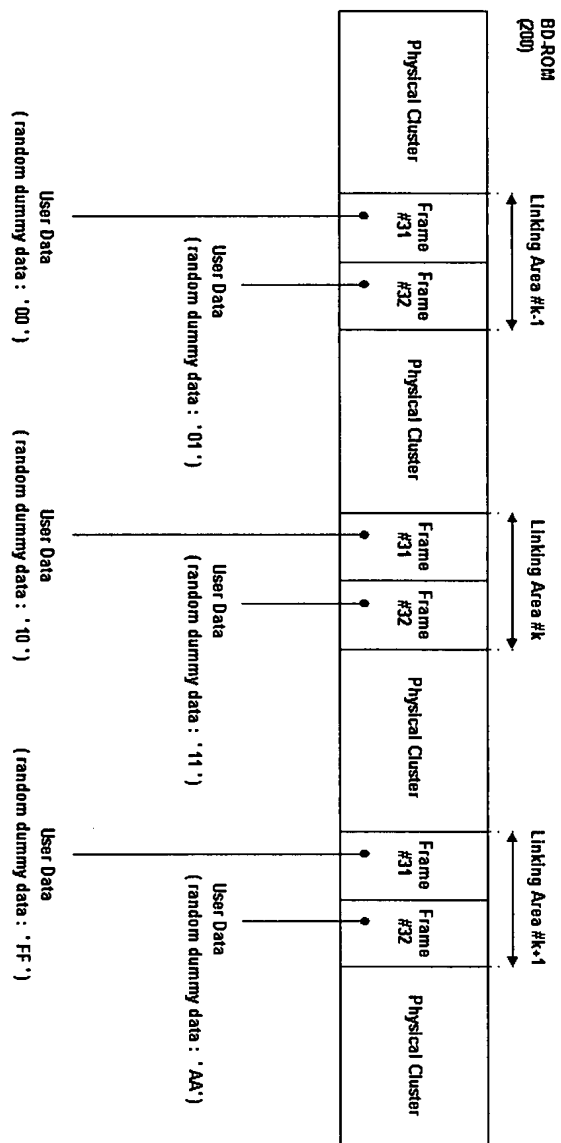 BD-ROM
(200)
Linking Area #k-1
Linking Area #k
Linking Area #k+1
Physical Cluster
Frame
#31
Frame
#32
Physical Cluster
Frame
#31
Frame
#32
Physical Cluster
Frame
#31
Frame
#32
Physical Cluster
User Data
( random dummy data : '01 ')
User Data
( random dummy data : '11 ')
User Data
( random dummy data : 'AA')
User Data
( random dummy data : '00 ')
User Data
( random dummy data : '10 ')
User Data
( random dummy data : 'FF ')